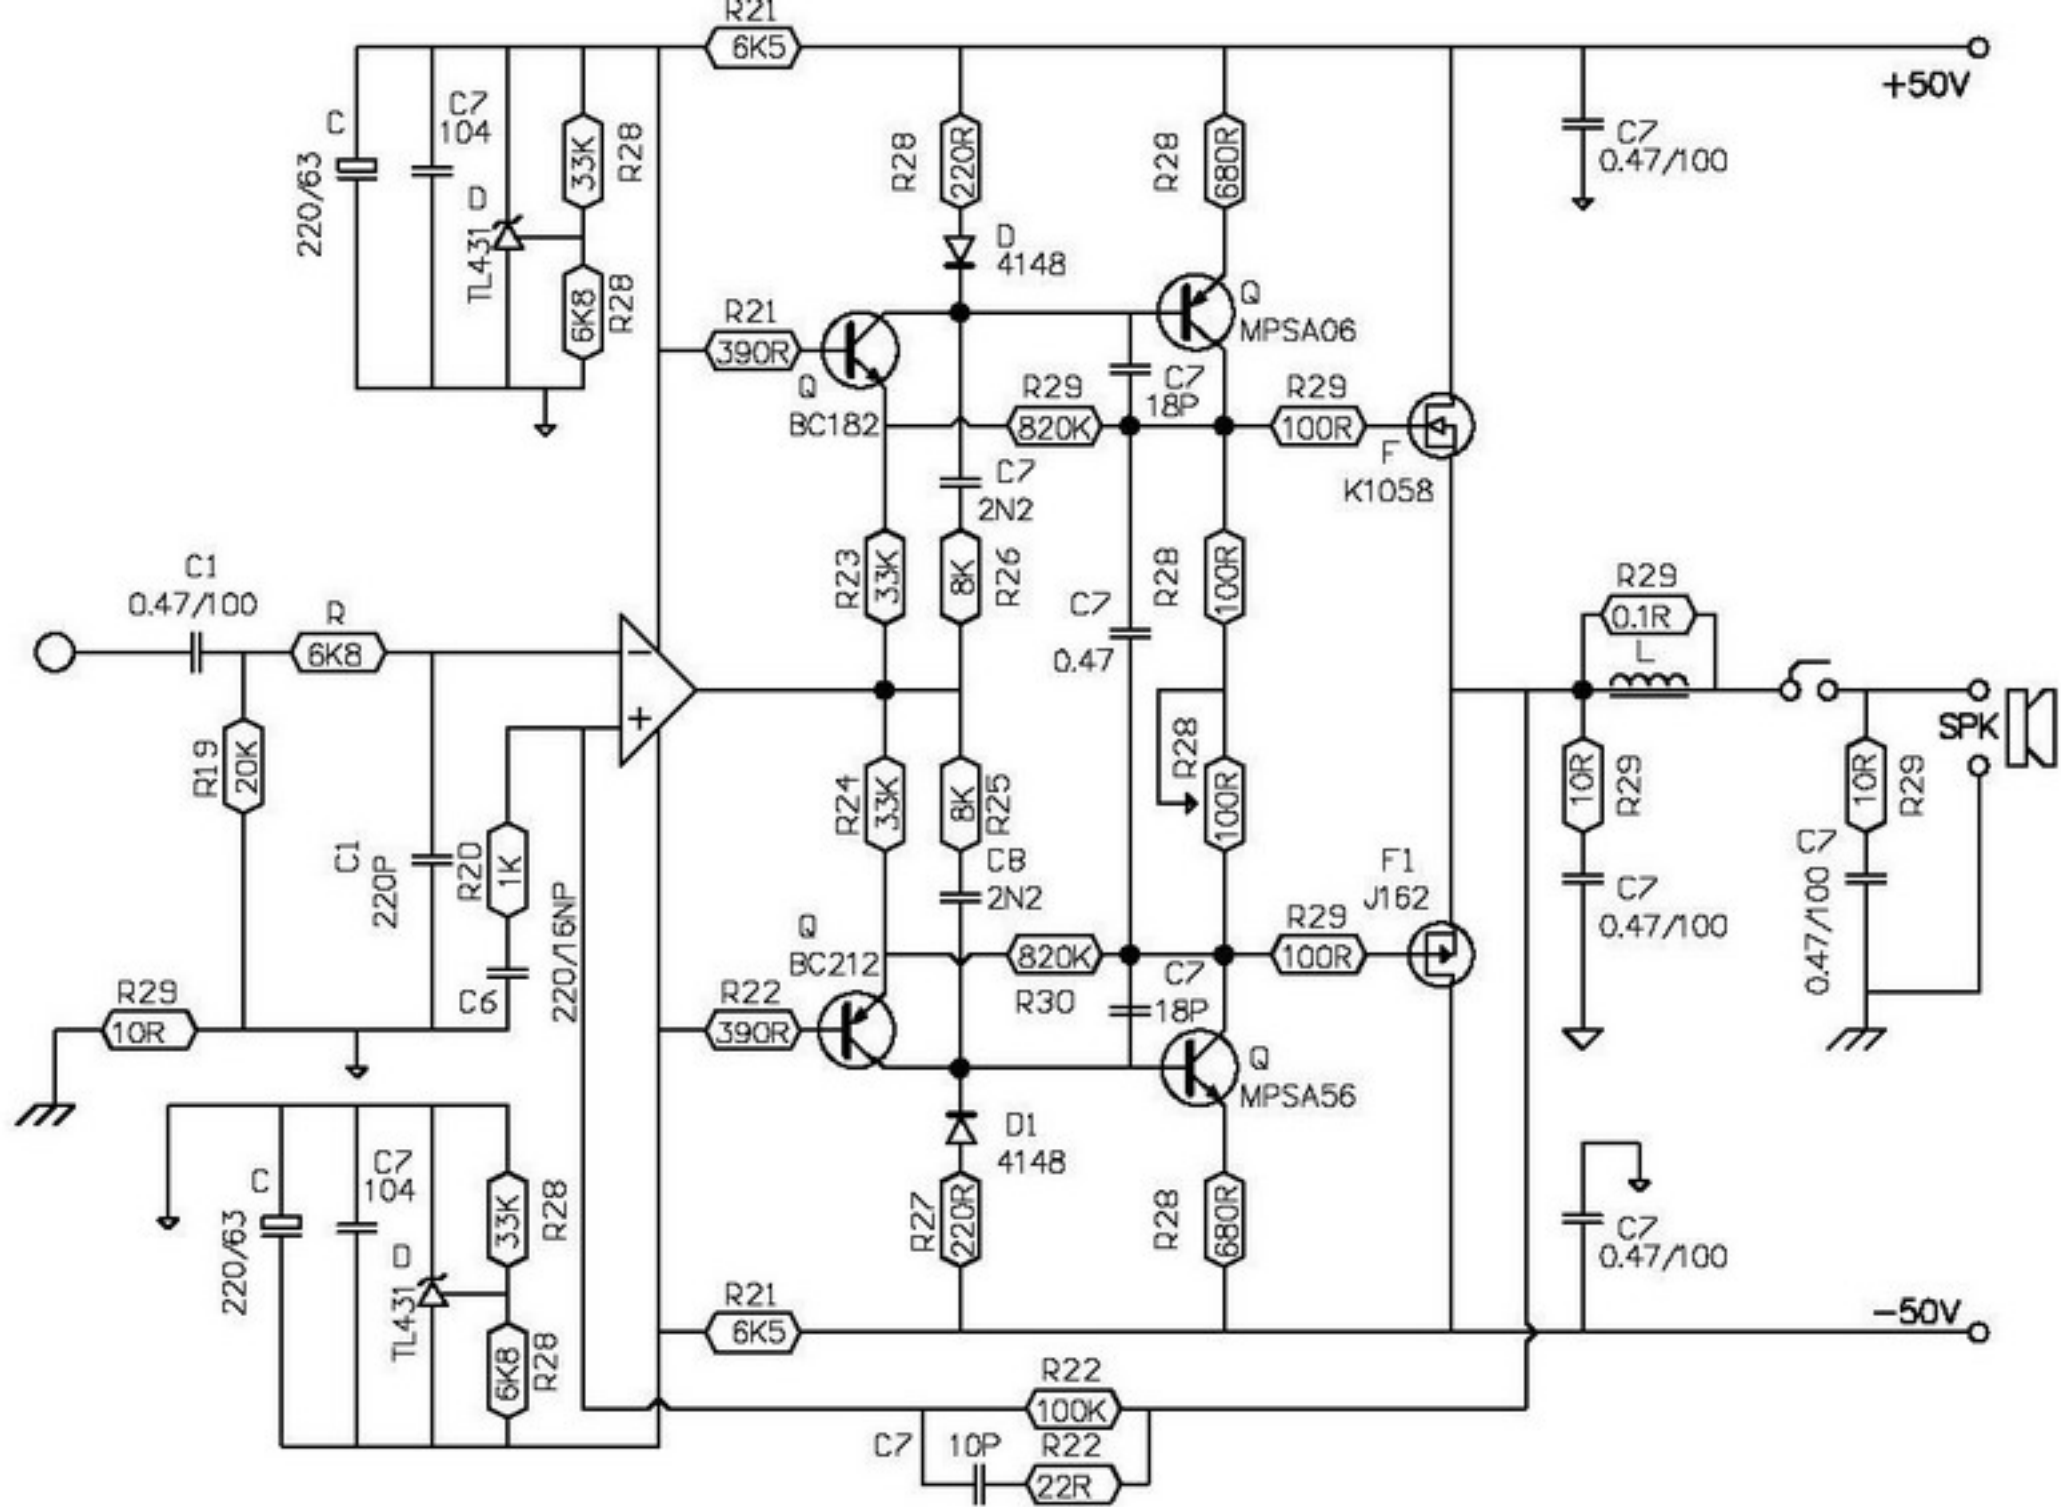 R21
6K5
+50V
C
220/63
C7
104
D
TL431
33K
R28
6K8
R28
R28
220R
D
4148
R28
680R
C7
0.47/100
R21
390R
Q
BC182
Q
MPSA06
C7
18P
R29
820K
R29
100R
F
K1058
C7
2N2
R23
33K
8K
R26
C7
0.47
R28
100R
C1
0.47/100
R
6K8
−
+
R19
20K
C1
220P
R20
1K
C6
220/16NP
R29
10R
R24
33K
8K
R25
C8
2N2
R28
100R
R29
0.1R
L
SPK
10R
R29
C7
0.47/100
10R
R29
C7
0.47/100
F1
J162
R29
100R
Q
BC212
820K
R30
C7
18P
R22
390R
Q
MPSA56
D1
4148
R27
220R
R28
680R
C
220/63
C7
104
D
TL431
33K
R28
6K8
R28
C7
0.47/100
-50V
R21
6K5
R22
100K
C7
10P
R22
22R